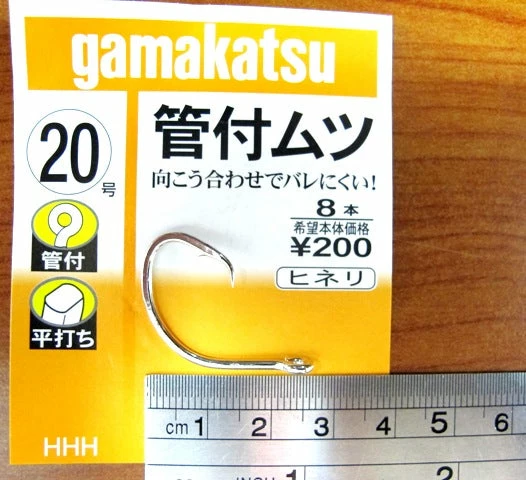 gamakatsu
20号
管付ムツ
向こう合わせでバレにくい!
8本
希望本体価格
¥200
ヒネリ
管付
平打ち
HHH
cm 1 2 3 4 5 6
INCH 1 2